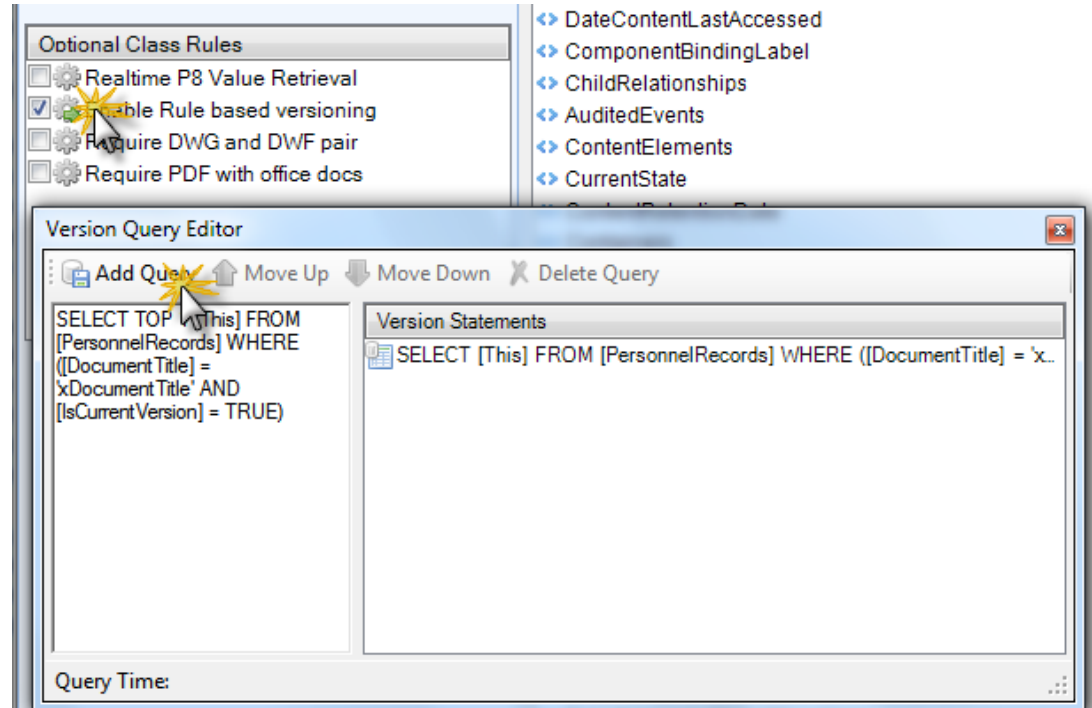 DateContentLastAccessed
Optional Class Rules
ComponentBindingLabel
Realtime P8 Value Retrieval
ChildRelationships
Enable Rule based versioning
AuditedEvents
Require DWG and DWF pair
ContentElements
Require PDF with office docs
CurrentState
Version Query Editor
Add Query Move Up Move Down Delete Query
SELECT TOP [This] FROM
[PersonnelRecords] WHERE
([DocumentTitle] =
'xDocumentTitle' AND
[IsCurrentVersion] = TRUE)
Version Statements
SELECT [This] FROM [PersonnelRecords] WHERE ([DocumentTitle] = 'x...
Query Time: